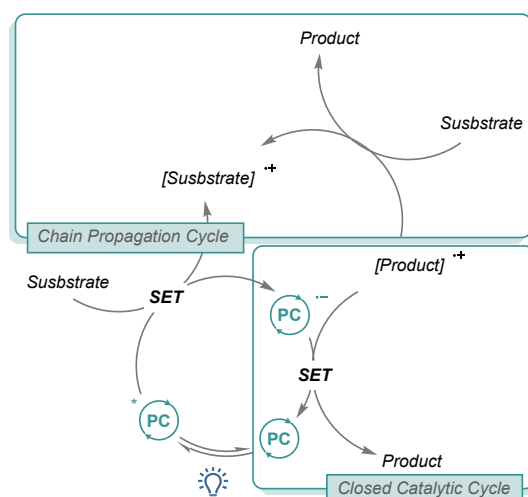 Product
Susbstrate
[Susbstrate] ·+
Chain Propagation Cycle
[Product] ·+
Susbstrate
SET
PC ·−
SET
* PC
PC
Product
Closed Catalytic Cycle